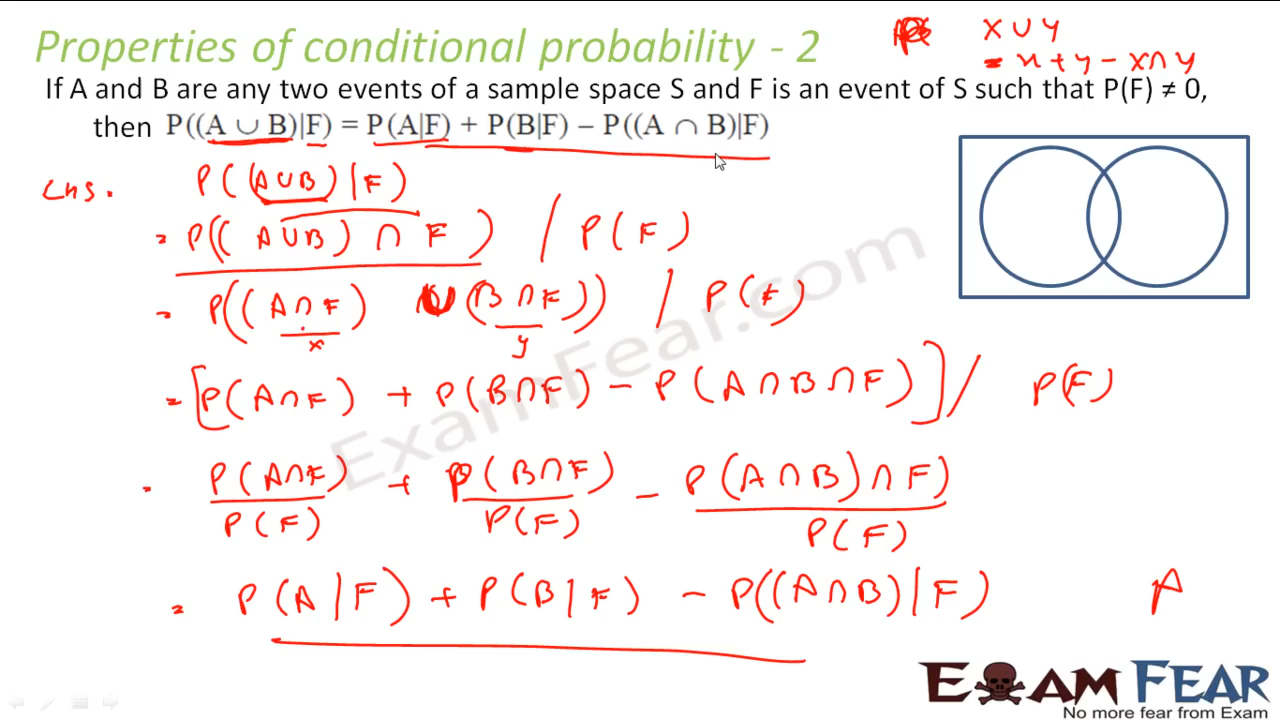 Properties of conditional probability - 2
X ∪ Y
= x + y - x ∩ y
If A and B are any two events of a sample space S and F is an event of S such that P(F) ≠ 0,
then P((A ∪ B)|F) = P(A|F) + P(B|F) − P((A ∩ B)|F)
LHS. P((A∪B)|F)
= P((A∪B) ∩ F) / P(F)
= P((A∩F) ∪ (B∩F)) / P(F)
x y
= [P(A∩F) + P(B∩F) - P(A∩B∩F)] / P(F)
= P(A∩F) + P(B∩F) - P(A∩B)∩F)
P(F) P(F) P(F)
= P(A|F) + P(B|F) - P((A∩B)|F)
ExamFear.com
EXAM FEAR
No more fear from Exam